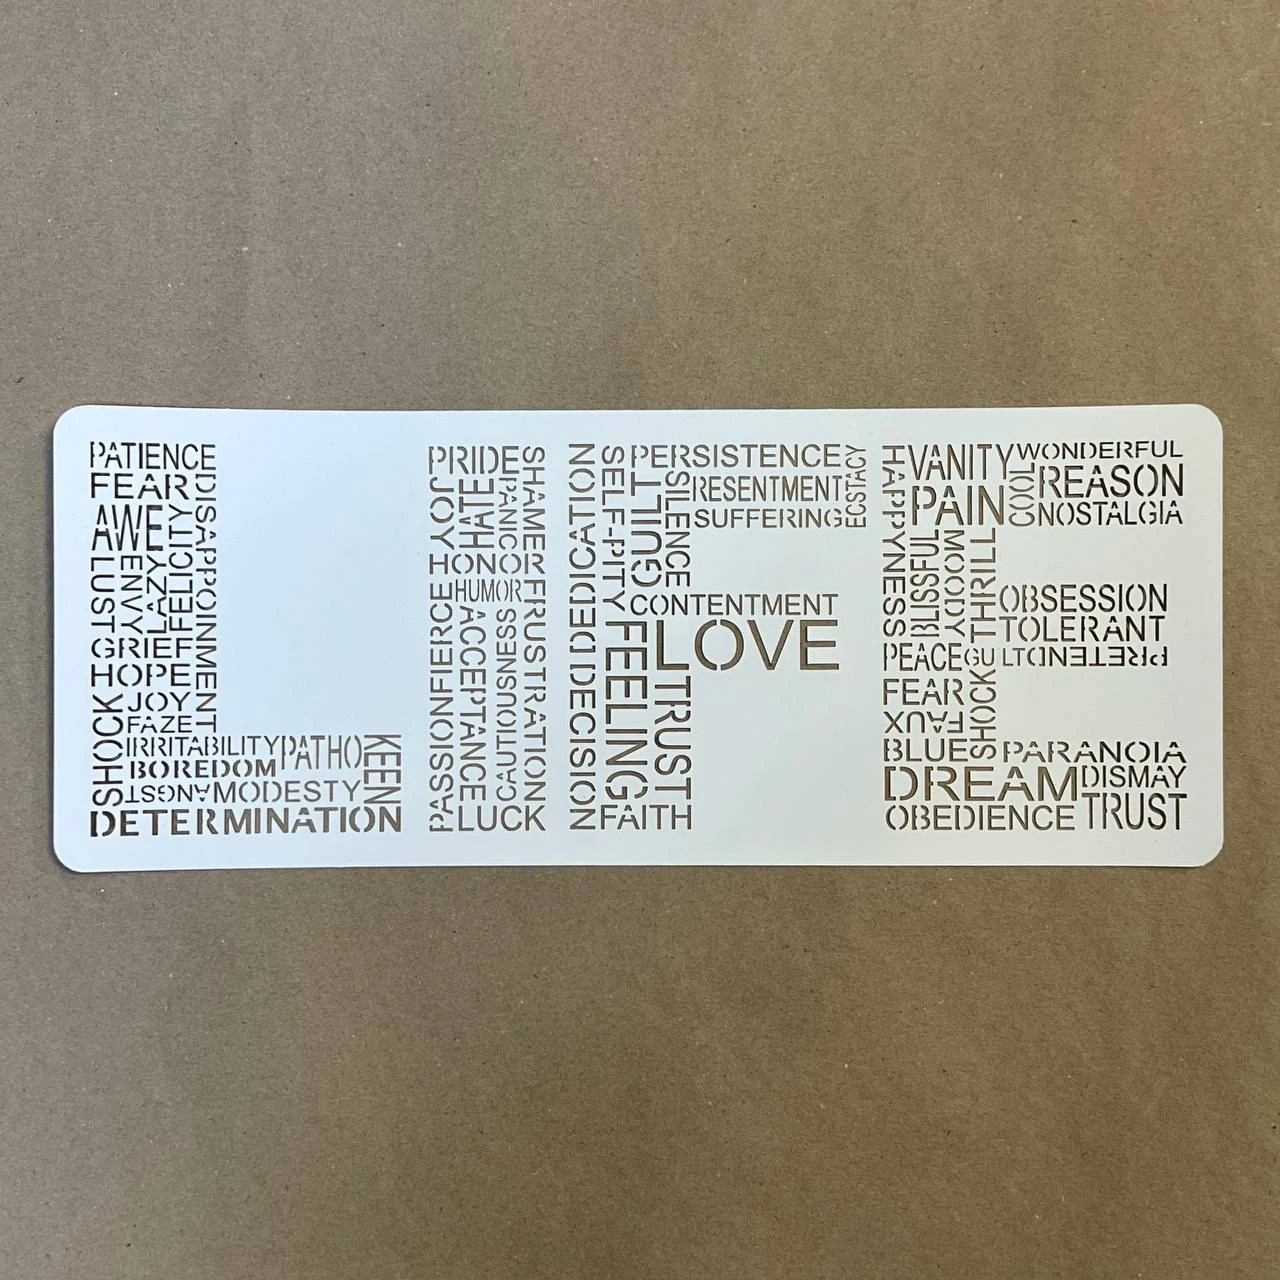 PATIENCE
FEAR
DISAPPOINMENT
AWE
FELICITY
LUST
ENVY
LAZY
GRIEF
HOPE
SHOCK
JOY
FAZE
IRRITABILITY
PATHO
KEEN
BOREDOM
ANGST
MODESTY
DETERMINATION
PRIDE
SHAME
JOY
HATE
PANIC
HONOR
HUMOR
FRUSTRATION
PASSION
FIERCE
ACCEPTANCE
CAUTIOUSNESS
LUCK
DEDICATION
SELF-PITY
PERSISTENCE
ECSTACY
GUILT
SILENCE
RESENTMENT
SUFFERING
CONTENTMENT
LOVE
DECISION
FEELING
TRUST
FAITH
HAPPYNESS
VANITY
WONDERFUL
COOL
REASON
PAIN
NOSTALGIA
BLISSFUL
MOODY
THRILL
OBSESSION
TOLERANT
PEACE
GUILT
PRETEND
FEAR
SHOCK
FAUX
BLUE
PARANOIA
DREAM
DISMAY
OBEDIENCE
TRUST